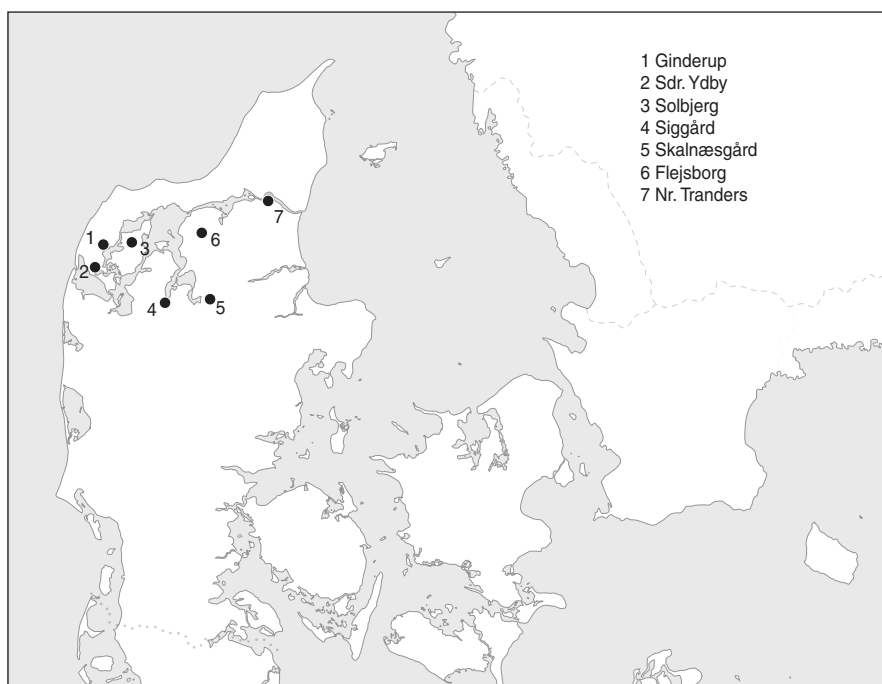 1 Ginderup
2 Sdr. Ydby
3 Solbjerg
4 Siggård
5 Skalnæsgård
6 Flejsborg
7 Nr. Tranders
7
6
1
3
2
4
5